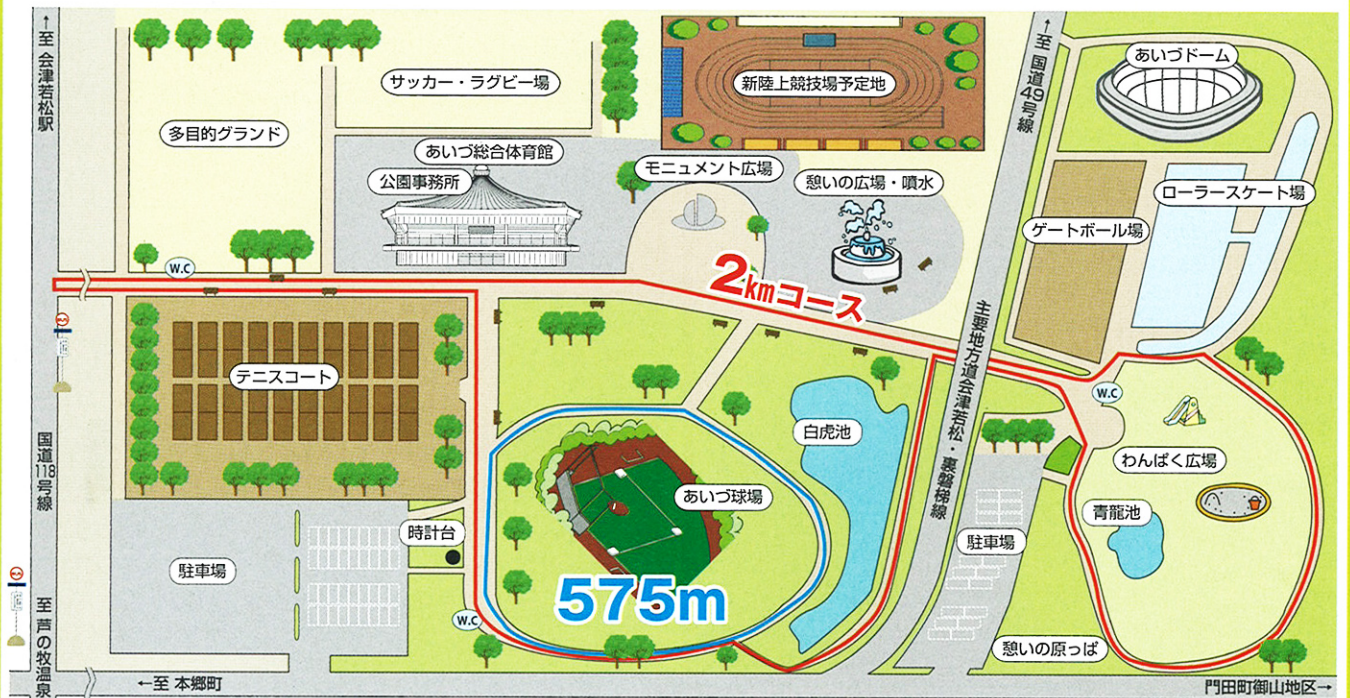 ↑至 会津若松駅
サッカー・ラグビー場
新陸上競技場予定地
↑至 国道49号線
あいづドーム
多目的グランド
あいづ総合体育館
公園事務所
モニュメント広場
憩いの広場・噴水
ローラースケート場
ゲートボール場
W.C
2kmコース
主要地方道会津若松・裏磐梯線
テニスコート
W.C
白虎池
国道118号線
わんぱく広場
あいづ球場
青龍池
時計台
駐車場
駐車場
575m
W.C
憩いの原っぱ
至 芦の牧温泉
←至 本郷町
門田町御山地区→